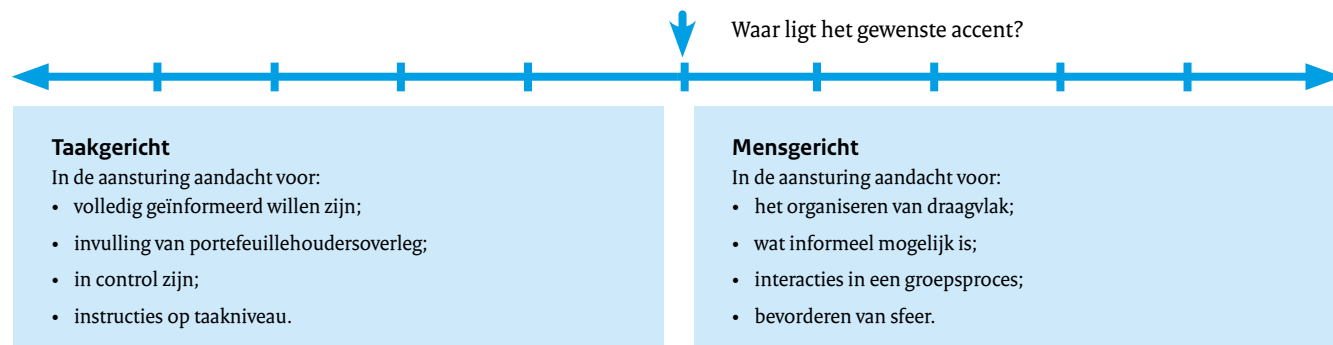 Waar ligt het gewenste accent?
Taakgericht
In de aansturing aandacht voor:
• volledig geïnformeerd willen zijn;
• invulling van portefeuillehoudersoverleg;
• in control zijn;
• instructies op taakniveau.
Mensgericht
In de aansturing aandacht voor:
• het organiseren van draagvlak;
• wat informeel mogelijk is;
• interacties in een groepsproces;
• bevorderen van sfeer.